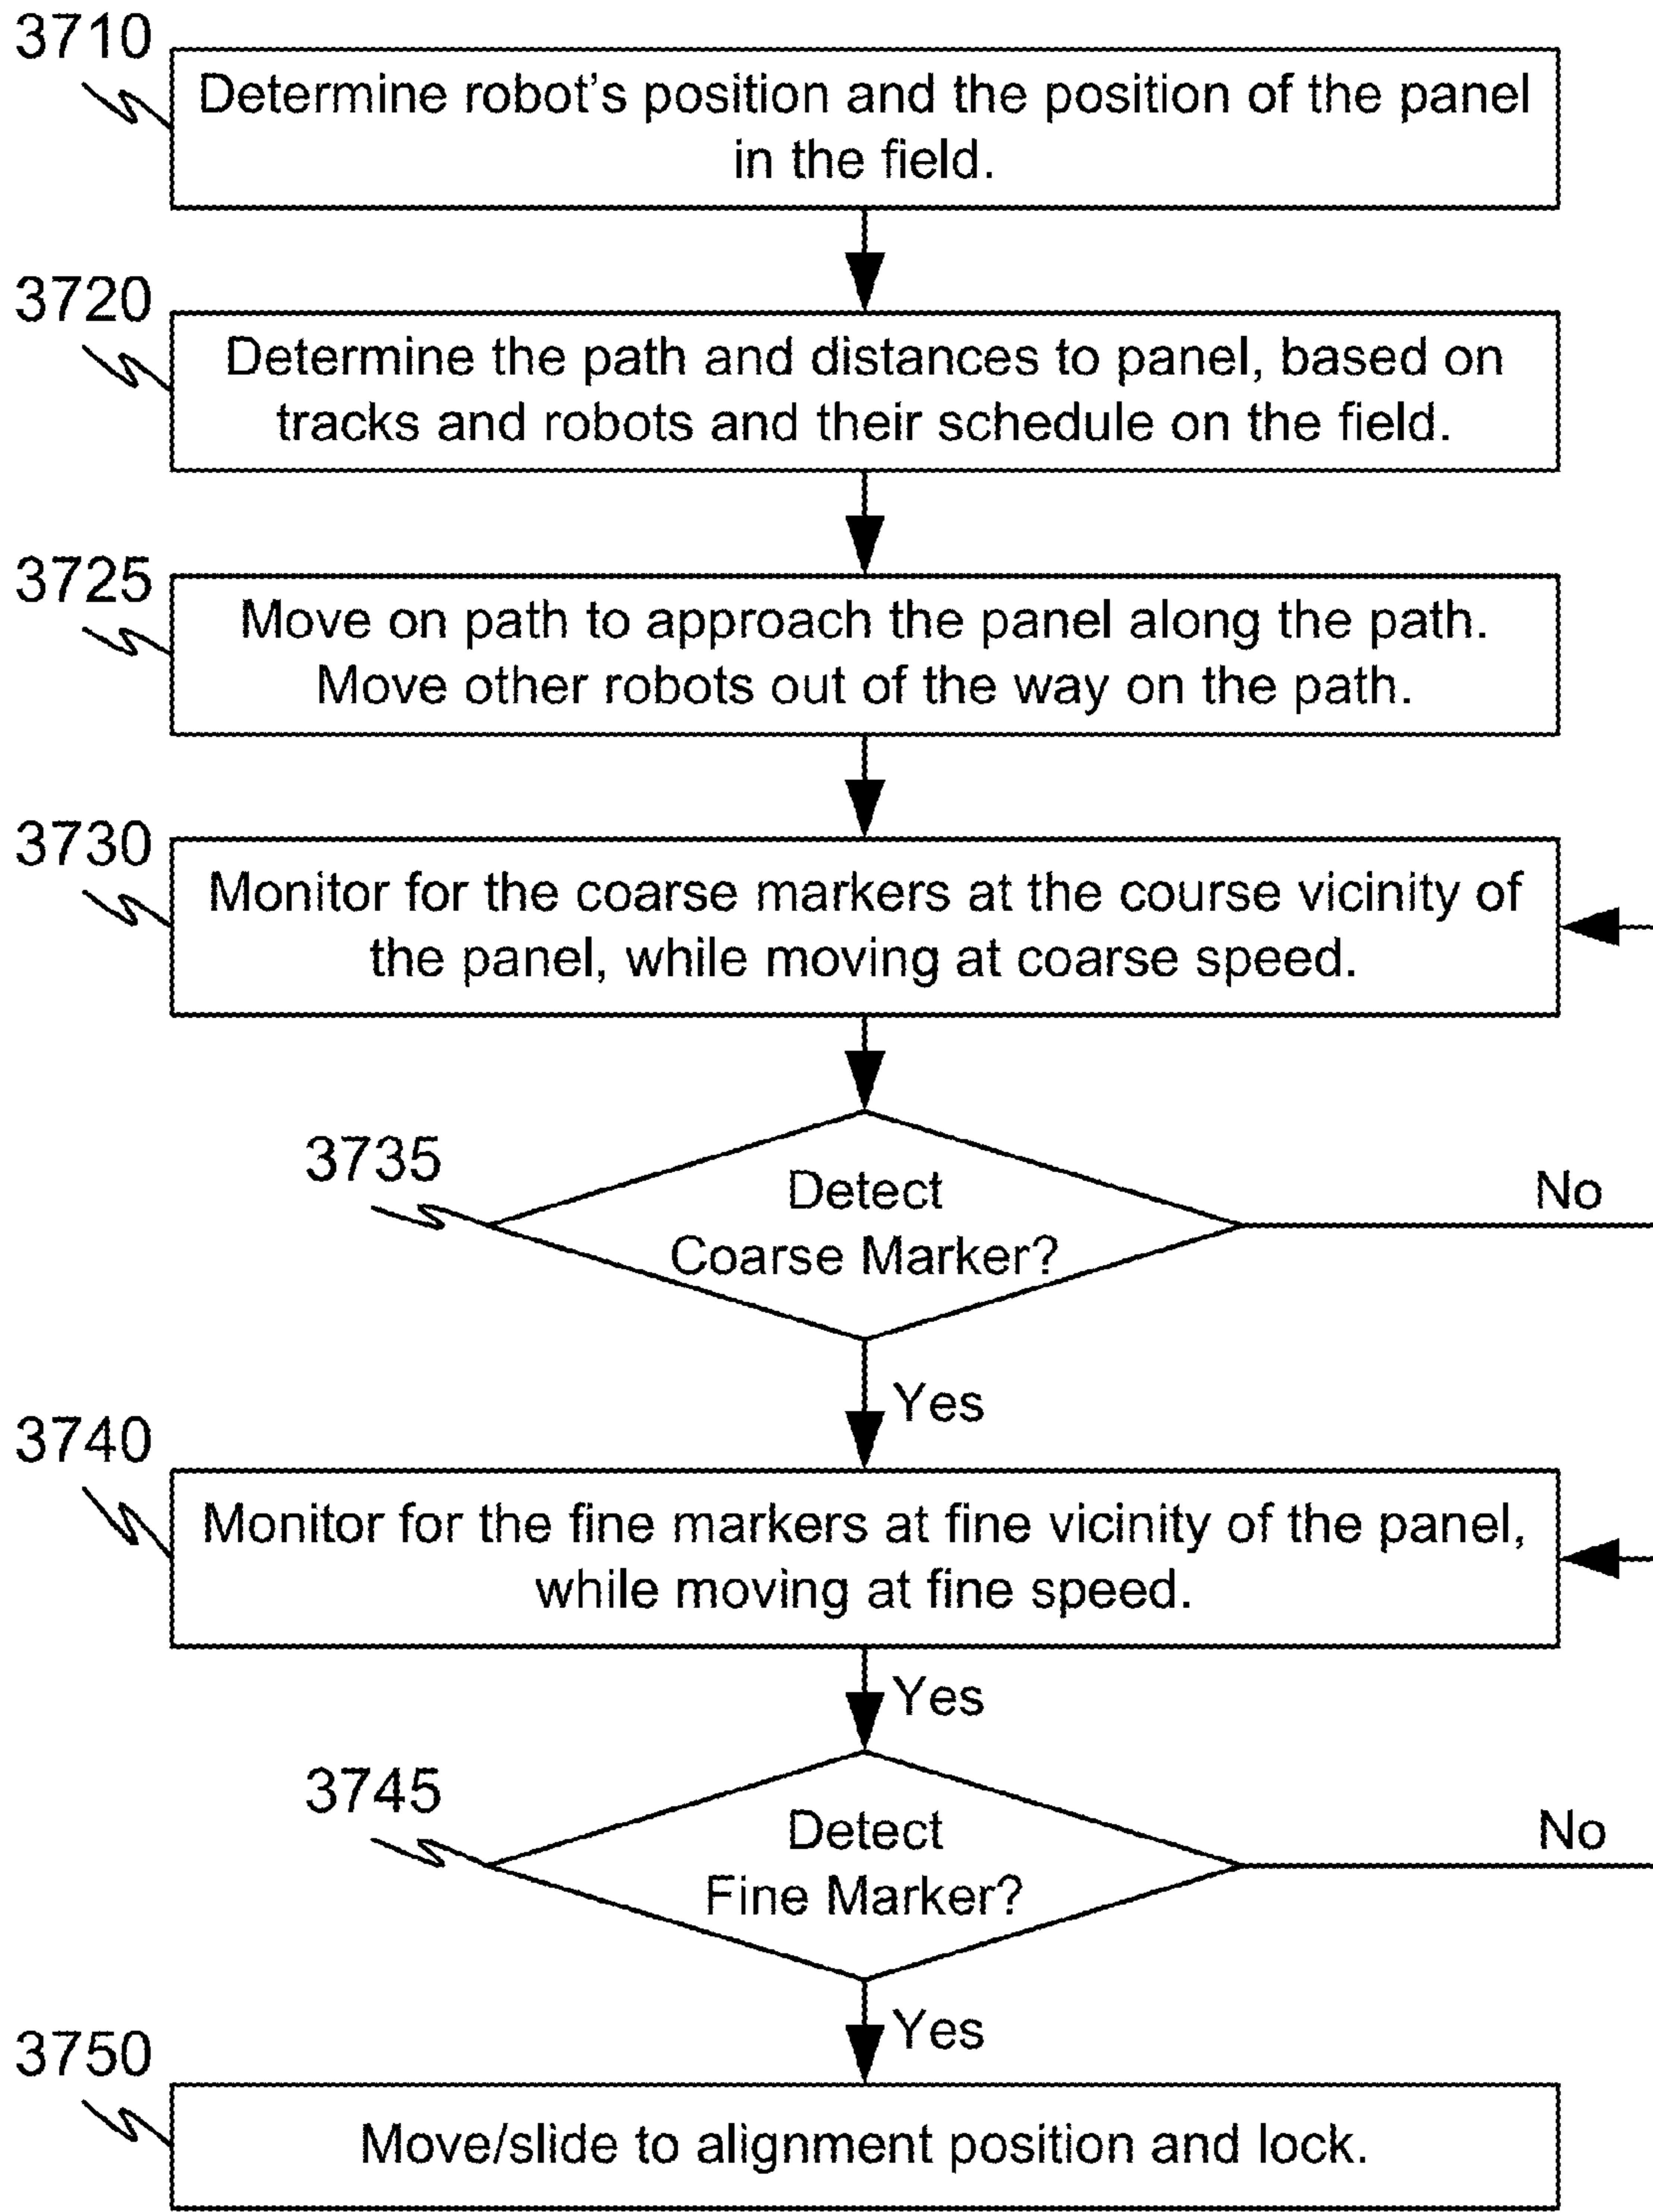 3710
Determine robot's position and the position of the panel
in the field.
3720
Determine the path and distances to panel, based on
tracks and robots and their schedule on the field.
3725
Move on path to approach the panel along the path.
Move other robots out of the way on the path.
3730
Monitor for the coarse markers at the course vicinity of
the panel, while moving at coarse speed.
3735
Detect
Coarse Marker?
No
Yes
3740
Monitor for the fine markers at fine vicinity of the panel,
while moving at fine speed.
Yes
3745
Detect
Fine Marker?
No
Yes
3750
Move/slide to alignment position and lock.